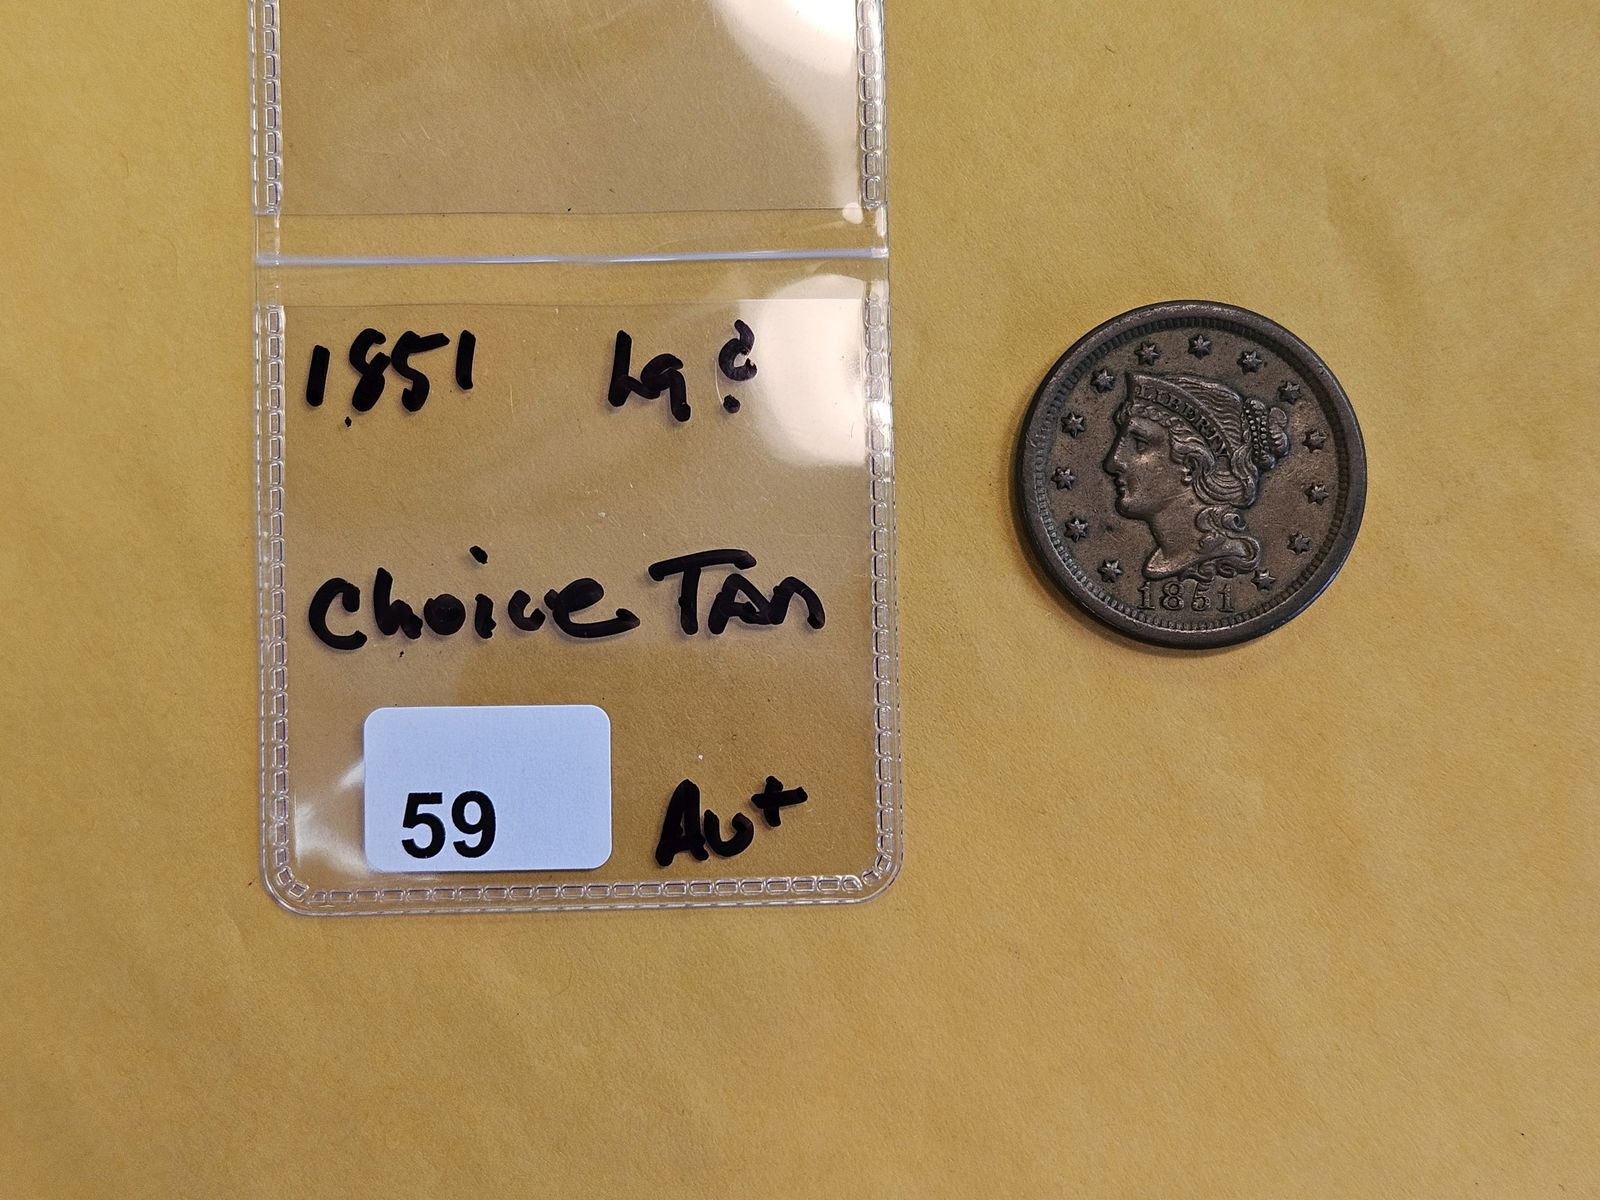 1851 Lg ¢
Choice Tan
59 Au+
LIBERTY
1851